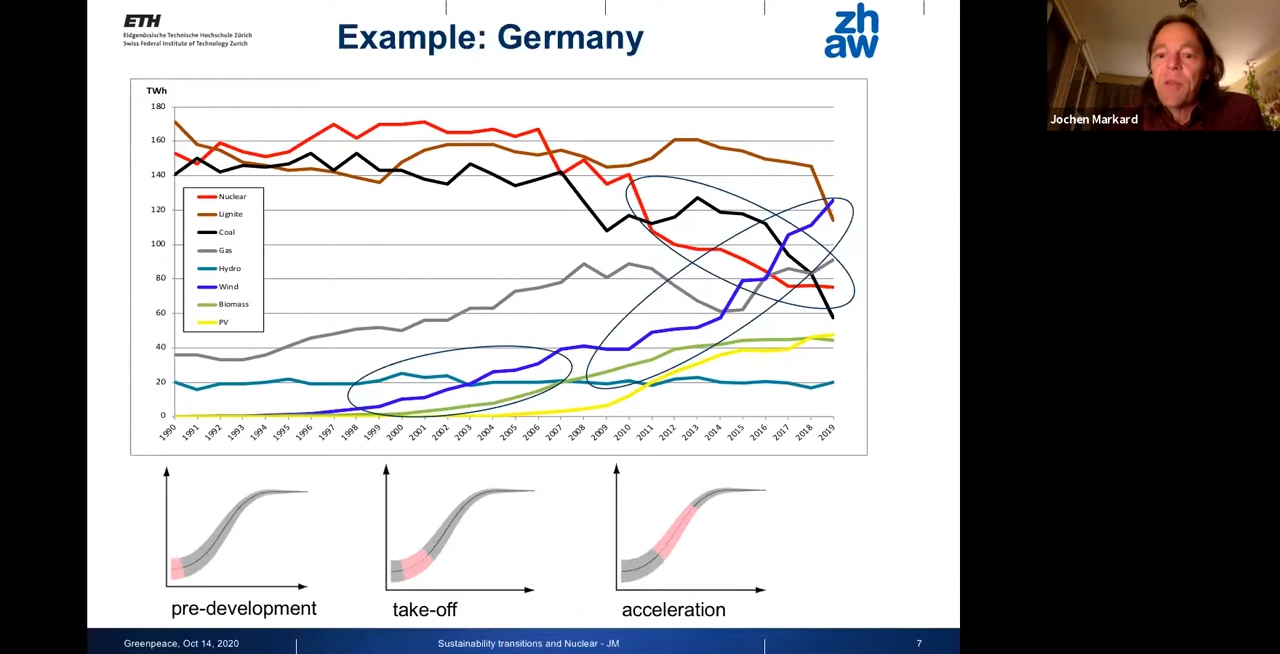 ETH
Eidgenössische Technische Hochschule Zürich
Swiss Federal Institute of Technology Zurich
Example: Germany
zh
aw
Jochen Markard
TWh
180
160
140
120
100
80
60
40
20
0
Nuclear
Lignite
Coal
Gas
Hydro
Wind
Biomass
PV
1990 1991 1992 1993 1994 1995 1996 1997 1998 1999 2000 2001 2002 2003 2004 2005 2006 2007 2008 2009 2010 2011 2012 2013 2014 2015 2016 2017 2018 2019
pre-development take-off acceleration
Greenpeace, Oct 14, 2020 Sustainability transitions and Nuclear - JM 7